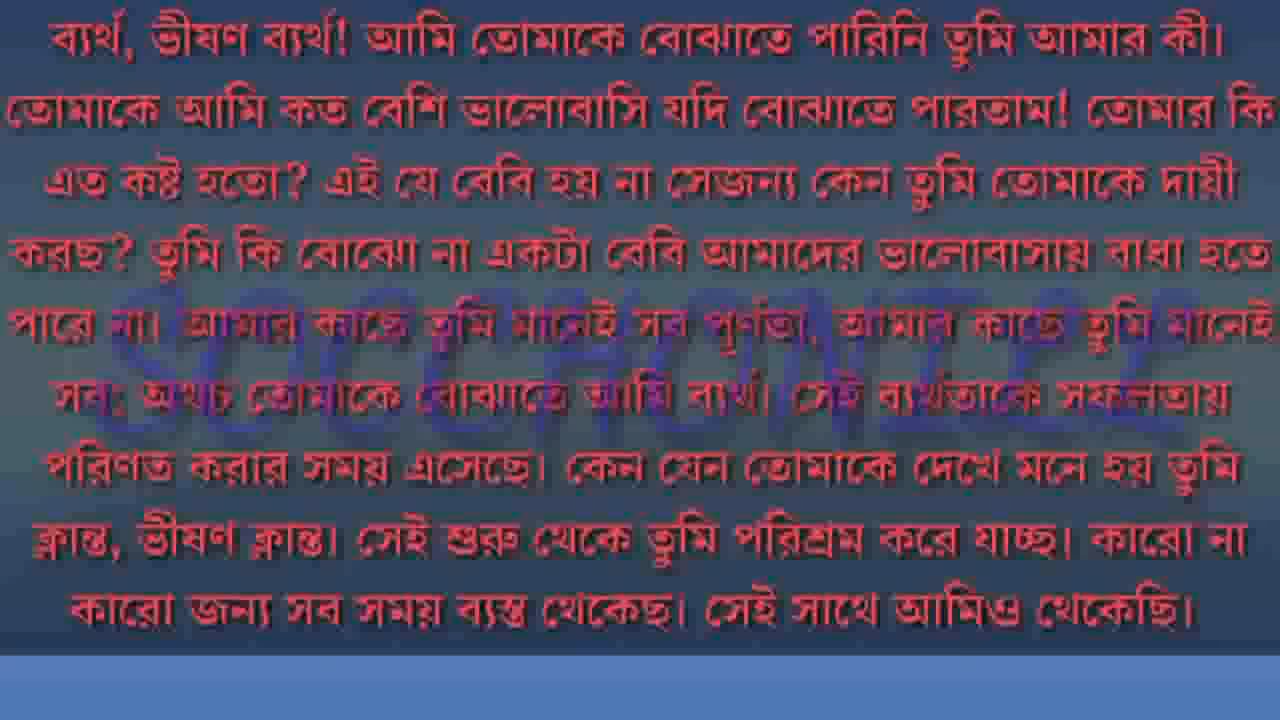 ব্যর্থ, ভীষণ ব্যর্থ! আমি তোমাকে বোঝাতে পারিনি তুমি আমার কী।
তোমাকে আমি কত বেশি ভালোবাসি যদি বোঝাতে পারতাম! তোমার কি
এত কষ্ট হতো? এই যে বেবি হয় না সেজন্য কেন তুমি তোমাকে দায়ী
করছ? তুমি কি বোঝো না একটা বেবি আমাদের ভালোবাসায় বাধা হতে
পারে না। আমার কাছে তুমি মানেই সব পূর্ণতা, আমার কাছে তুমি মানেই
সব; অথচ তোমাকে বোঝাতে আমি ব্যর্থ। সেই ব্যর্থতাকে সফলতায়
পরিণত করার সময় এসেছে। কেন যেন তোমাকে দেখে মনে হয় তুমি
ক্লান্ত, ভীষণ ক্লান্ত। সেই শুরু থেকে তুমি পরিশ্রম করে যাচ্ছ। কারো না
কারো জন্য সব সময় ব্যস্ত থেকেছ। সেই সাথে আমিও থেকেছি।